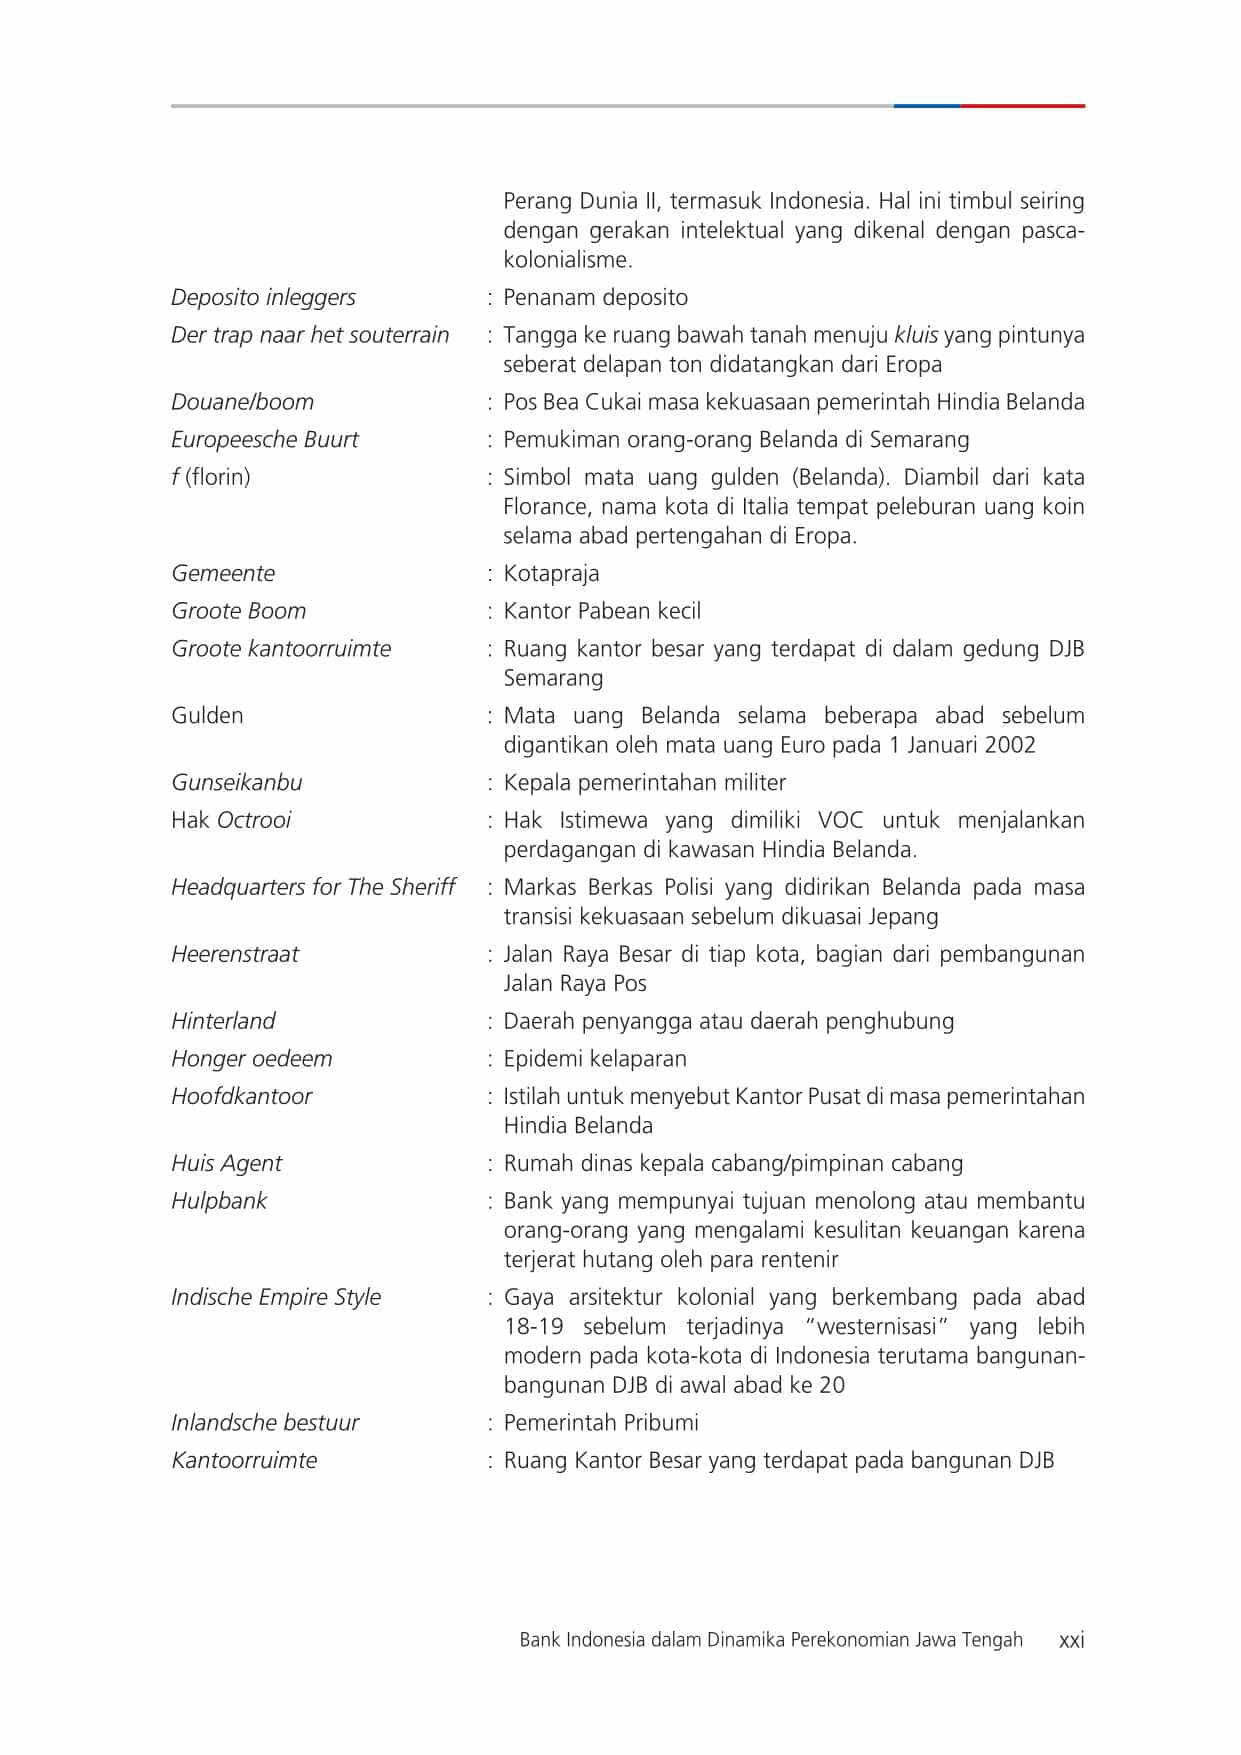 Perang Dunia II, termasuk Indonesia. Hal ini timbul seiring
dengan gerakan intelektual yang dikenal dengan pasca-
kolonialisme.
Deposito inleggers : Penanam deposito
Der trap naar het souterrain : Tangga ke ruang bawah tanah menuju kluis yang pintunya
seberat delapan ton didatangkan dari Eropa
Douane/boom : Pos Bea Cukai masa kekuasaan pemerintah Hindia Belanda
Europeesche Buurt : Pemukiman orang-orang Belanda di Semarang
f (florin) : Simbol mata uang gulden (Belanda). Diambil dari kata
Florance, nama kota di Italia tempat peleburan uang koin
selama abad pertengahan di Eropa.
Gemeente : Kotapraja
Groote Boom : Kantor Pabean kecil
Groote kantoorruimte : Ruang kantor besar yang terdapat di dalam gedung DJB
Semarang
Gulden : Mata uang Belanda selama beberapa abad sebelum
digantikan oleh mata uang Euro pada 1 Januari 2002
Gunseikanbu : Kepala pemerintahan militer
Hak Octrooi : Hak Istimewa yang dimiliki VOC untuk menjalankan
perdagangan di kawasan Hindia Belanda.
Headquarters for The Sheriff : Markas Berkas Polisi yang didirikan Belanda pada masa
transisi kekuasaan sebelum dikuasai Jepang
Heerenstraat : Jalan Raya Besar di tiap kota, bagian dari pembangunan
Jalan Raya Pos
Hinterland : Daerah penyangga atau daerah penghubung
Honger oedeem : Epidemi kelaparan
Hoofdkantoor : Istilah untuk menyebut Kantor Pusat di masa pemerintahan
Hindia Belanda
Huis Agent : Rumah dinas kepala cabang/pimpinan cabang
Hulpbank : Bank yang mempunyai tujuan menolong atau membantu
orang-orang yang mengalami kesulitan keuangan karena
terjerat hutang oleh para rentenir
Indische Empire Style : Gaya arsitektur kolonial yang berkembang pada abad
18-19 sebelum terjadinya “westernisasi” yang lebih
modern pada kota-kota di Indonesia terutama bangunan-
bangunan DJB di awal abad ke 20
Inlandsche bestuur : Pemerintah Pribumi
Kantoorruimte : Ruang Kantor Besar yang terdapat pada bangunan DJB
Bank Indonesia dalam Dinamika Perekonomian Jawa Tengah xxi